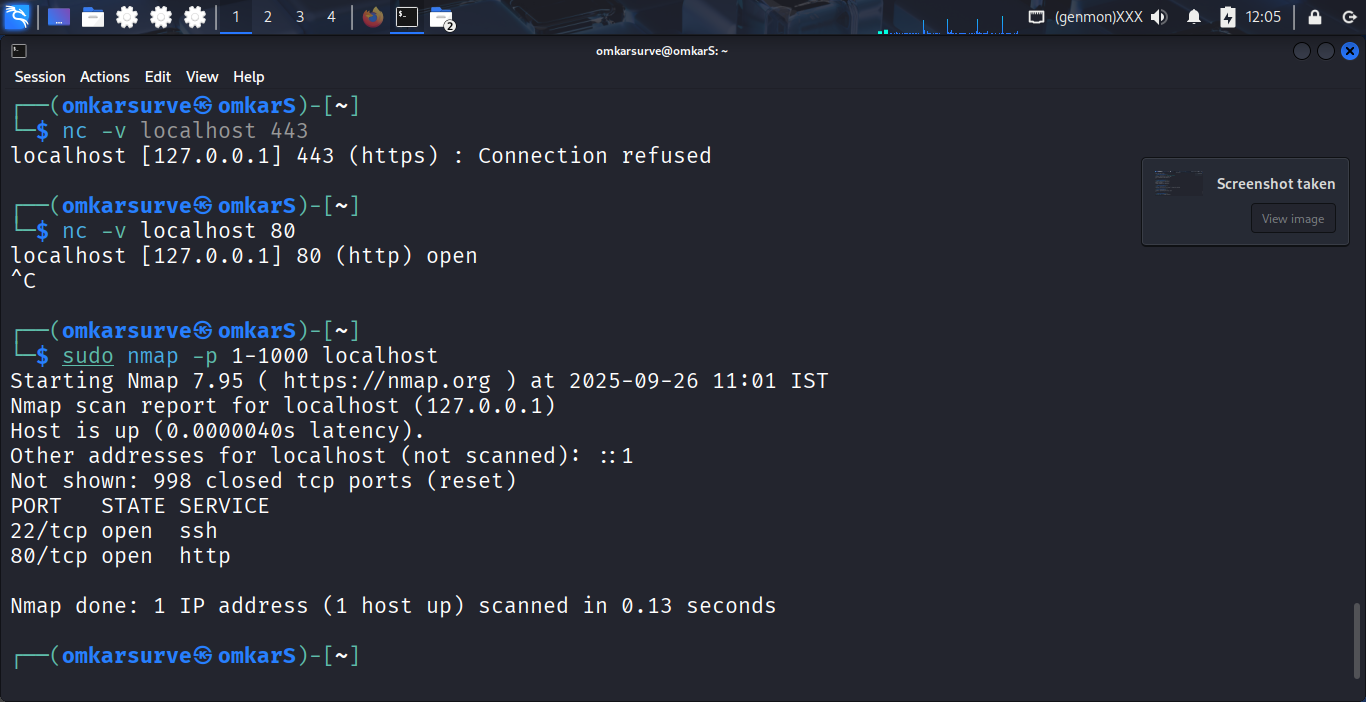 1 2 3 4 2 (genmon)XXX 12:05
omkarsurve@omkarS: ~
Session Actions Edit View Help
┌──(omkarsurve㉿omkarS)-[~]
└─$ nc -v localhost 443
localhost [127.0.0.1] 443 (https) : Connection refused
┌──(omkarsurve㉿omkarS)-[~]
└─$ nc -v localhost 80
localhost [127.0.0.1] 80 (http) open
^C
Screenshot taken
View image
┌──(omkarsurve㉿omkarS)-[~]
└─$ sudo nmap -p 1-1000 localhost
Starting Nmap 7.95 ( https://nmap.org ) at 2025-09-26 11:01 IST
Nmap scan report for localhost (127.0.0.1)
Host is up (0.0000040s latency).
Other addresses for localhost (not scanned): ::1
Not shown: 998 closed tcp ports (reset)
PORT   STATE SERVICE
22/tcp open  ssh
80/tcp open  http
Nmap done: 1 IP address (1 host up) scanned in 0.13 seconds
┌──(omkarsurve㉿omkarS)-[~]